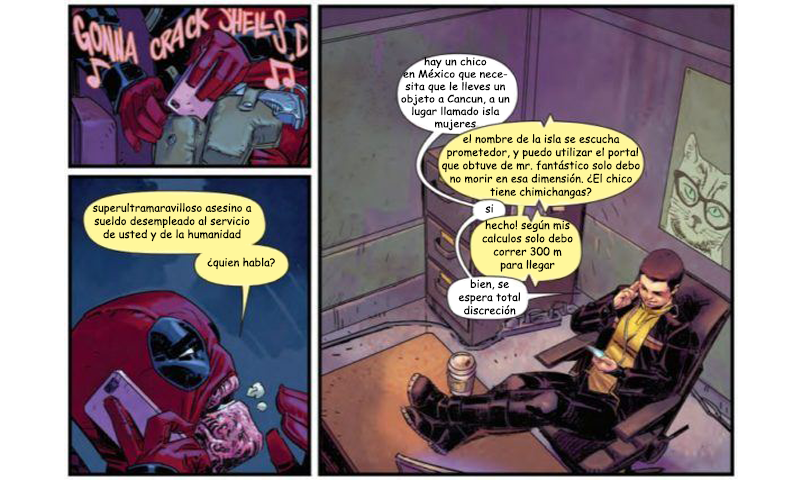 GONNA CRACK SHELLS.D
superultramaravilloso asesino a
sueldo desempleado al servicio
de usted y de la humanidad
¿quien habla?
hay un chico
en México que nece-
sita que le lleves un
objeto a Cancun, a un
lugar llamado isla
mujeres
el nombre de la isla se escucha
prometedor, y puedo utilizar el portal
que obtuve de mr. fantástico solo debo
no morir en esa dimensión. ¿El chico
tiene chimichangas?
si
hecho! según mis
calculos solo debo
correr 300 m
para llegar
bien, se
espera total
discreción